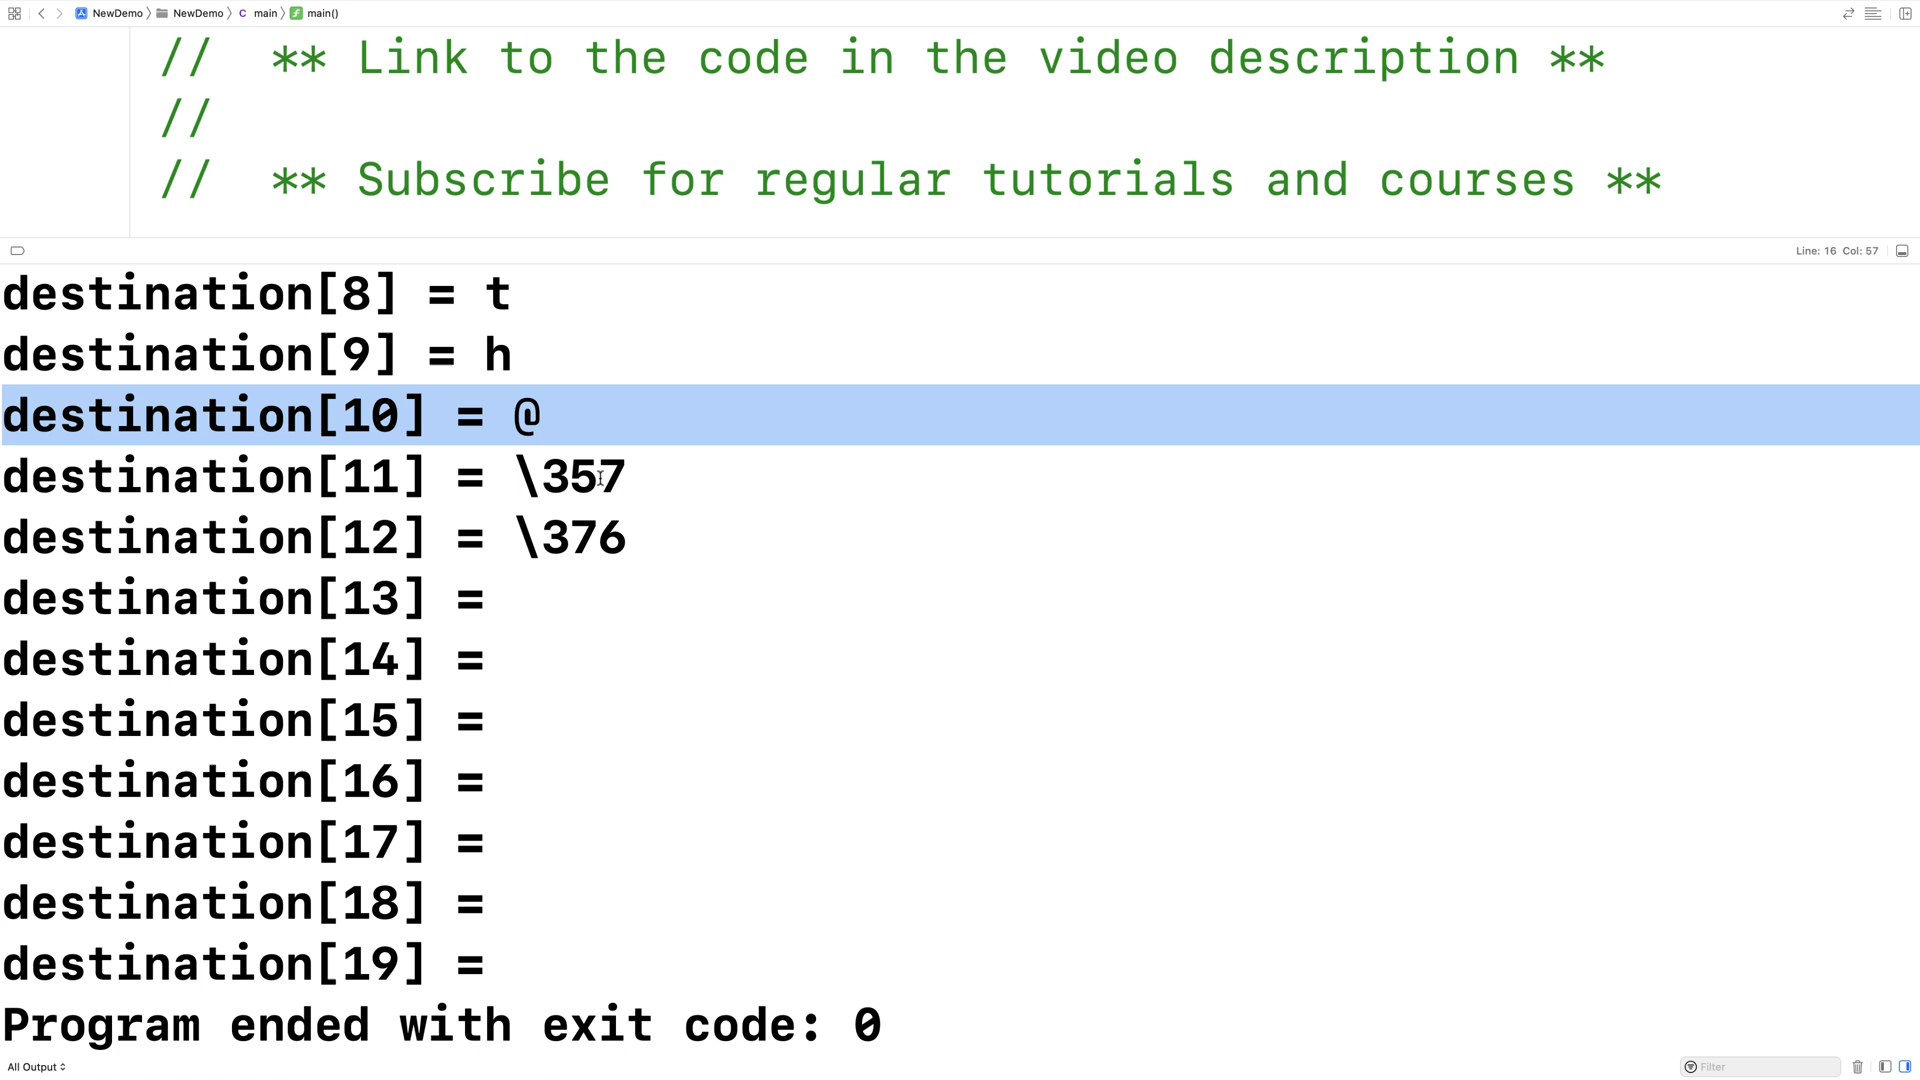 NewDemo NewDemo C main f main()
// ** Link to the code in the video description **
//
// ** Subscribe for regular tutorials and courses **
Line: 16 Col: 57
destination[8] = t
destination[9] = h
destination[10] = @
destination[11] = \357
destination[12] = \376
destination[13] =
destination[14] =
destination[15] =
destination[16] =
destination[17] =
destination[18] =
destination[19] =
Program ended with exit code: 0
All Output Filter